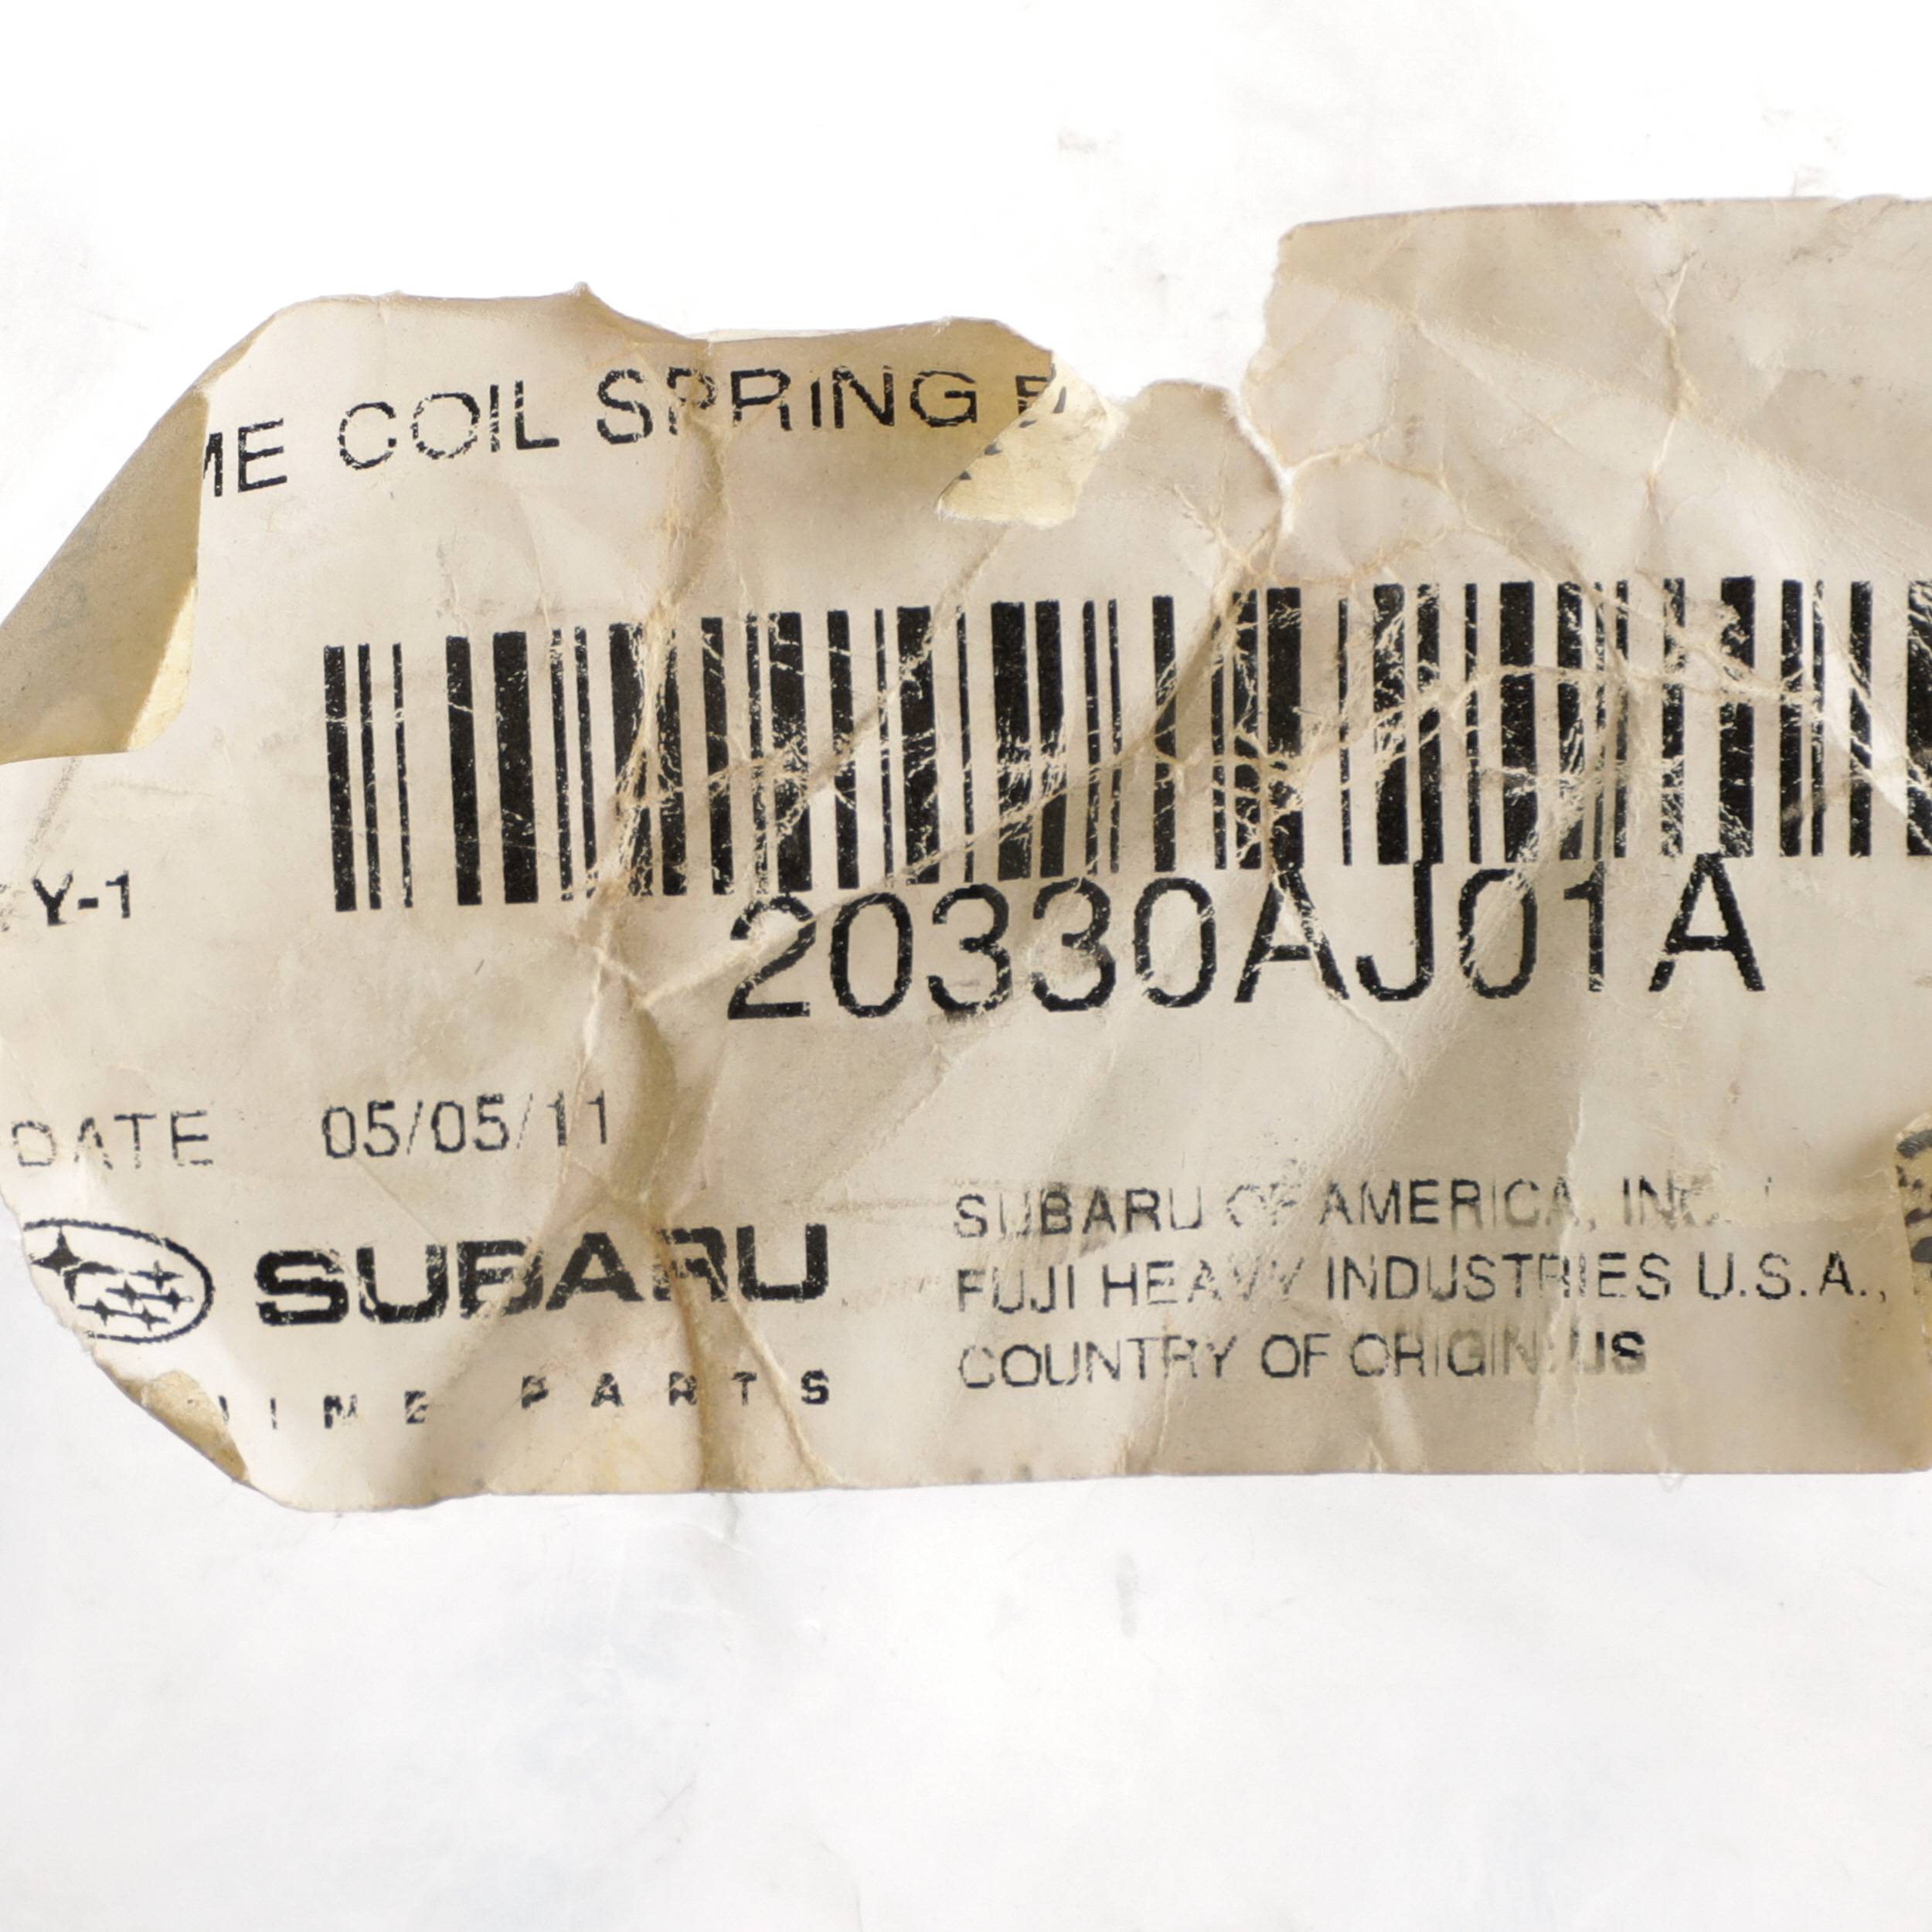 ME COIL SPRING
Y-1
20330AJ01A
DATE 05/05/11
SUBARU
INE PARTS
SUBARU OF AMERICA, INC.
FUJI HEAVY INDUSTRIES U.S.A.,
COUNTRY OF ORIGIN: US